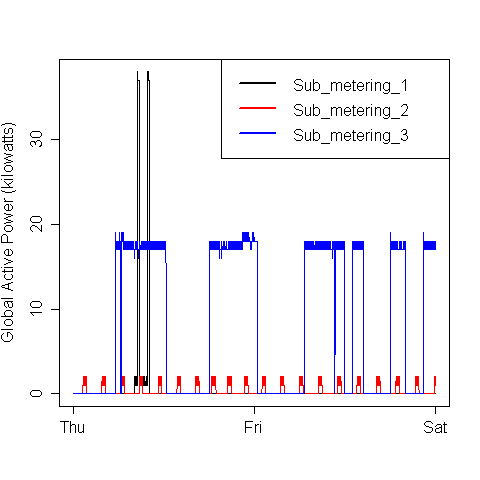 Sub_metering_1
Sub_metering_2
Sub_metering_3
Global Active Power (kilowatts)
30
20
10
0
Thu Fri Sat